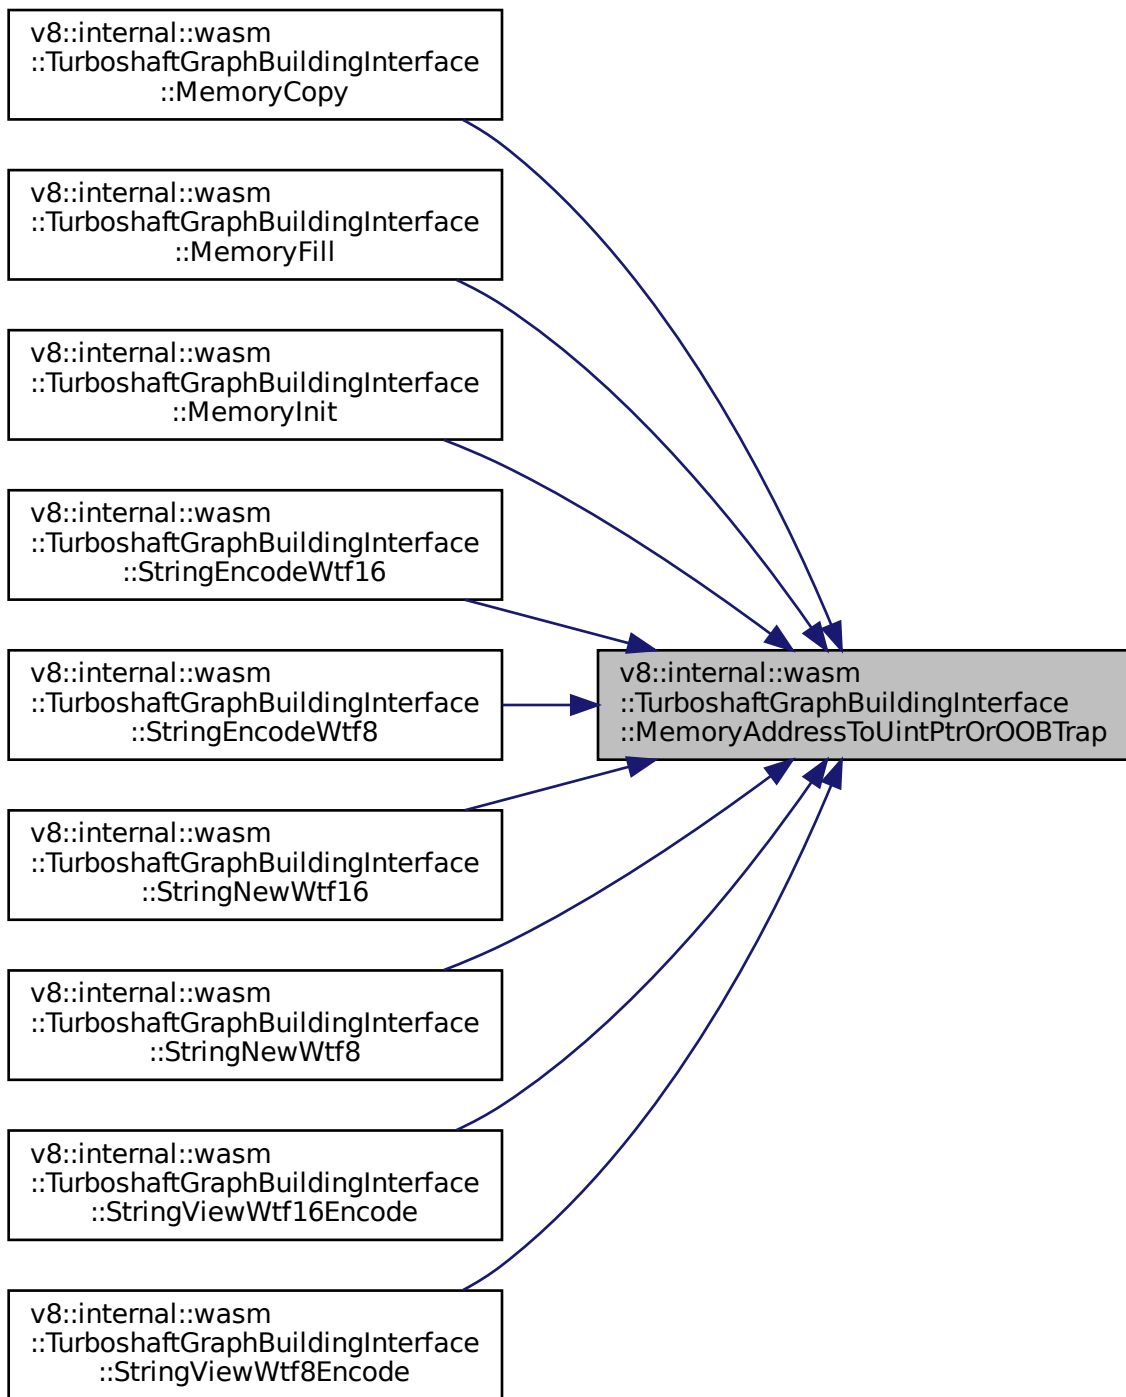 v8::internal::wasm
::TurboshaftGraphBuildingInterface
::MemoryCopy
v8::internal::wasm
::TurboshaftGraphBuildingInterface
::MemoryFill
v8::internal::wasm
::TurboshaftGraphBuildingInterface
::MemoryInit
v8::internal::wasm
::TurboshaftGraphBuildingInterface
::StringEncodeWtf16
v8::internal::wasm
::TurboshaftGraphBuildingInterface
::StringEncodeWtf8
v8::internal::wasm
::TurboshaftGraphBuildingInterface
::MemoryAddressToUintPtrOrOOBTrap
v8::internal::wasm
::TurboshaftGraphBuildingInterface
::StringNewWtf16
v8::internal::wasm
::TurboshaftGraphBuildingInterface
::StringNewWtf8
v8::internal::wasm
::TurboshaftGraphBuildingInterface
::StringViewWtf16Encode
v8::internal::wasm
::TurboshaftGraphBuildingInterface
::StringViewWtf8Encode